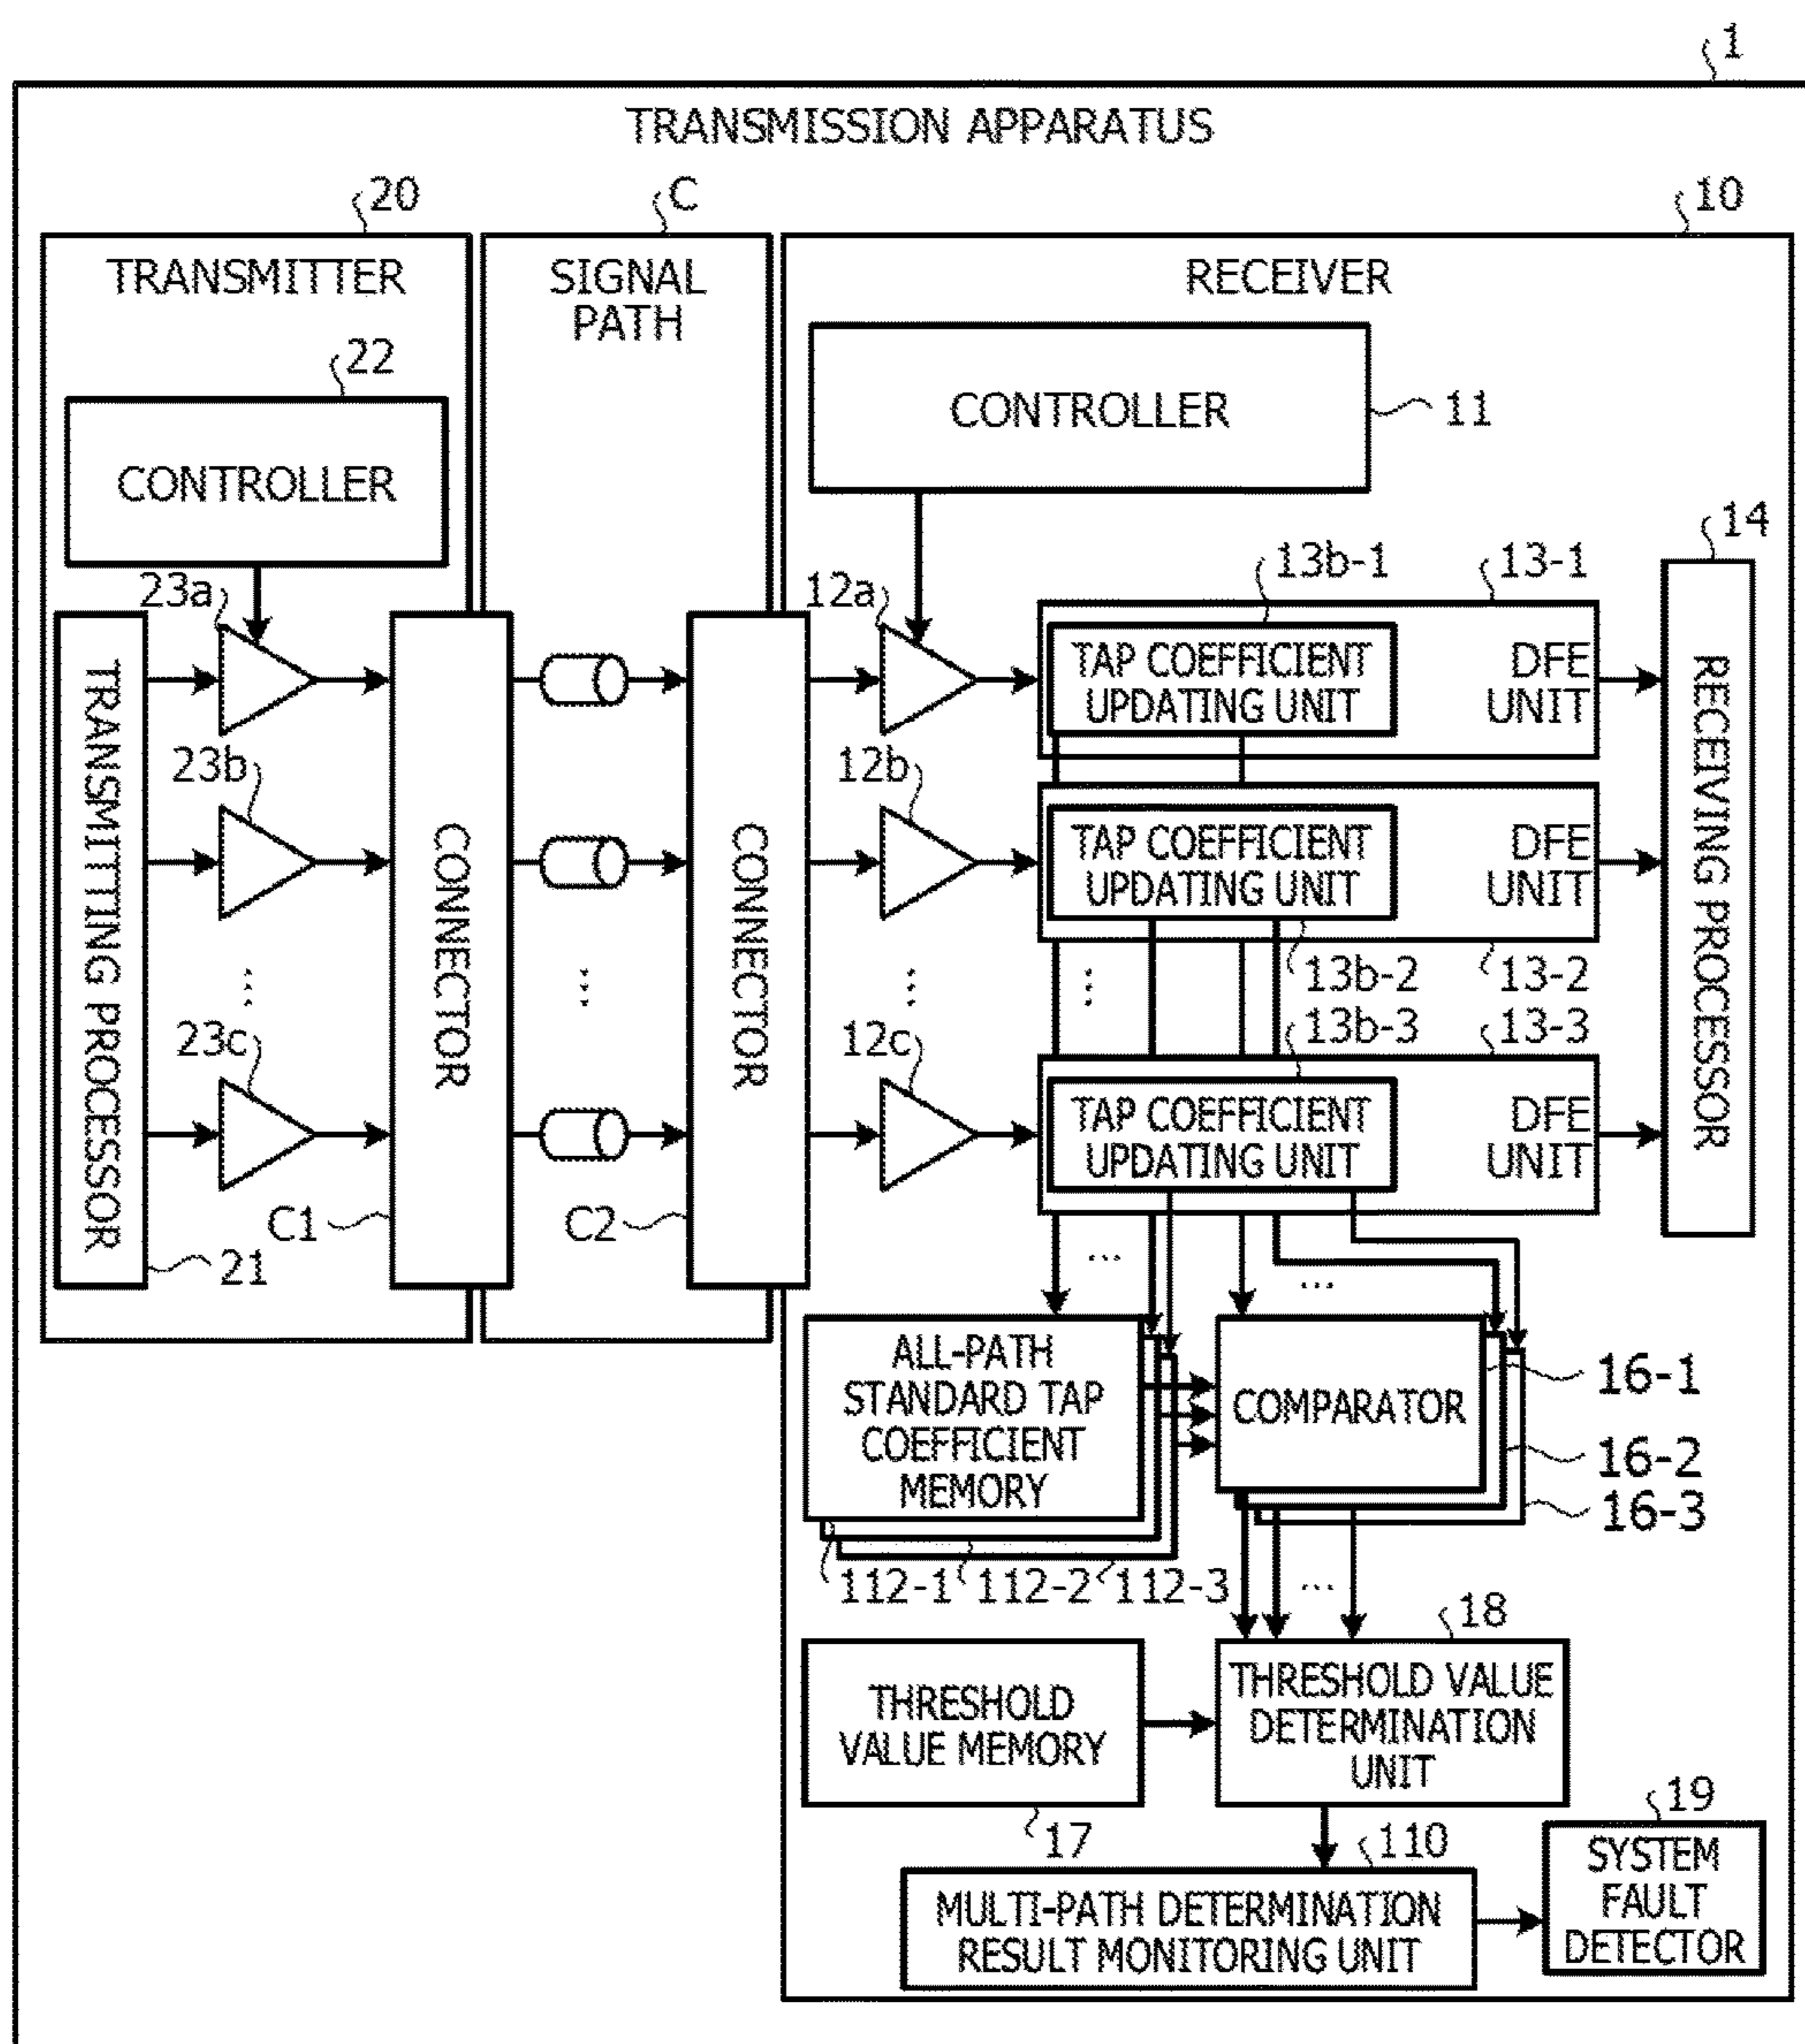 1
TRANSMISSION APPARATUS
20
C
10
TRANSMITTER
SIGNAL
PATH
RECEIVER
22
CONTROLLER
CONTROLLER
11
14
23a
12a
13b-1
13-1
TRANSMITTING PROCESSOR
CONNECTOR
CONNECTOR
TAP COEFFICIENT
UPDATING UNIT
DFE
UNIT
RECEIVING PROCESSOR
23b
12b
TAP COEFFICIENT
UPDATING UNIT
DFE
UNIT
...
...
...
...
13b-2
13-2
23c
12c
13b-3
13-3
TAP COEFFICIENT
UPDATING UNIT
DFE
UNIT
21
C1
C2
...
...
ALL-PATH
STANDARD TAP
COEFFICIENT
MEMORY
COMPARATOR
16-1
16-2
16-3
112-1
112-2
112-3
...
18
THRESHOLD
VALUE MEMORY
THRESHOLD VALUE
DETERMINATION
UNIT
17
110
19
MULTI-PATH DETERMINATION
RESULT MONITORING UNIT
SYSTEM
FAULT
DETECTOR